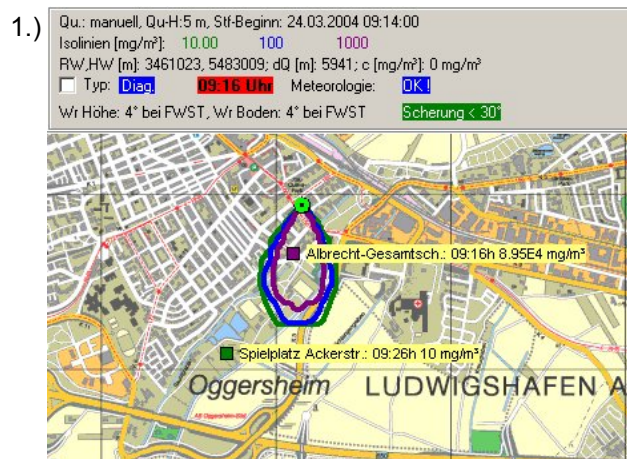 1.)
Qu.: manuell, Qu-H:5 m, Stf-Beginn: 24.03.2004 09:14:00
Isolinien [mg/m³]: 10.00 100 1000
RW,HW [m]: 3461023, 5483009; dQ [m]: 5941; c [mg/m³]: 0 mg/m³
Typ: Diag. 09:16 Uhr Meteorologie: OK!
Wr Höhe: 4° bei FWST, Wr Boden: 4° bei FWST Scherung < 30°
Albrecht-Gesamtsch.: 09:16h 8.95E4 mg/m³
Spielplatz Ackerstr.: 09:26h 10 mg/m³
Oggersheim LUDWIGSHAFEN A